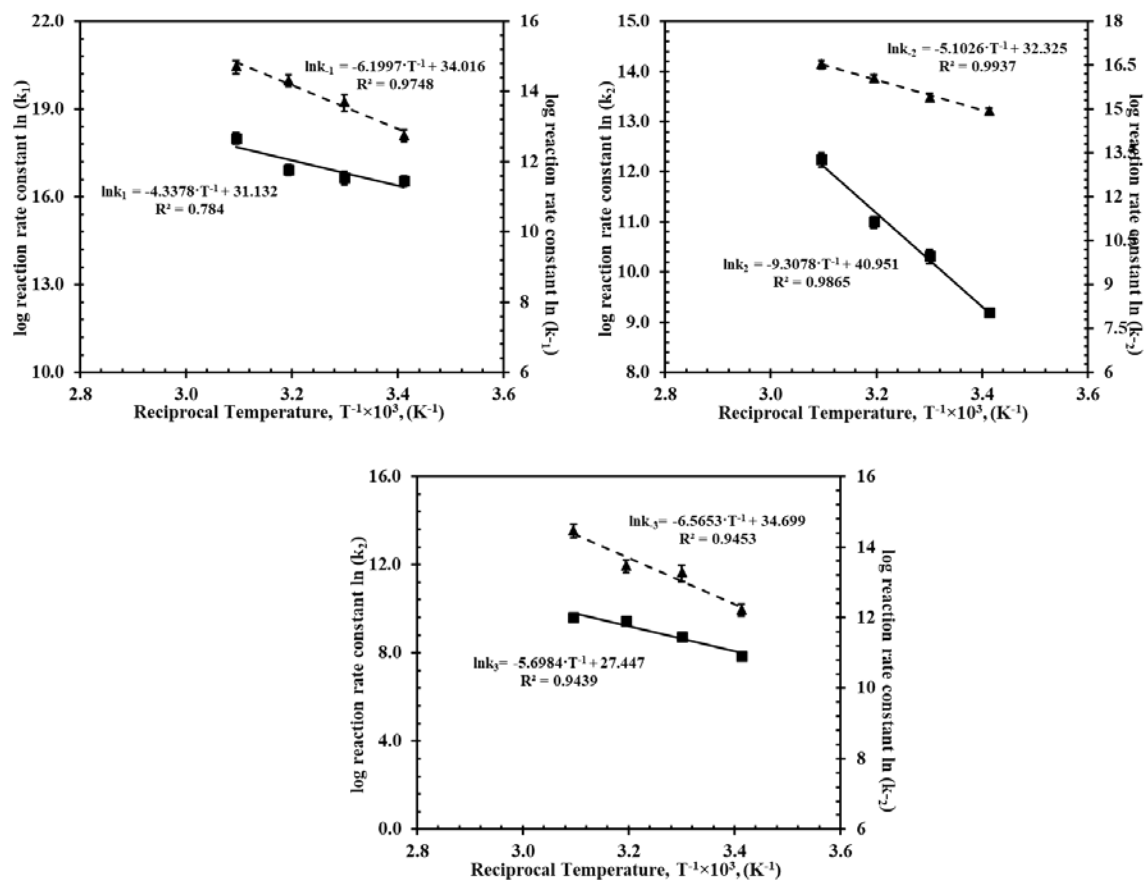 22.0
19.0
16.0
13.0
10.0
16
14
12
10
8
6
2.8
3.0
3.2
3.4
3.6
log reaction rate constant ln (k₁)
log reaction rate constant ln (k-₁)
Reciprocal Temperature, T⁻¹×10³, (K⁻¹)
lnk₋₁ = -6.1997·T⁻¹ + 34.016
R² = 0.9748
lnk₁ = -4.3378·T⁻¹ + 31.132
R² = 0.784
15.0
14.0
13.0
12.0
11.0
10.0
9.0
8.0
18
16.5
15
13.5
12
10.5
9
7.5
6
2.8
3.0
3.2
3.4
3.6
log reaction rate constant ln (k₂)
log reaction rate constant ln (k-₂)
Reciprocal Temperature, T⁻¹×10³, (K⁻¹)
lnk₋₂ = -5.1026·T⁻¹ + 32.325
R² = 0.9937
lnk₂ = -9.3078·T⁻¹ + 40.951
R² = 0.9865
16.0
12.0
8.0
4.0
0.0
16
14
12
10
8
6
2.8
3.0
3.2
3.4
3.6
log reaction rate constant ln (k₂)
log reaction rate constant ln (k-₂)
Reciprocal Temperature, T⁻¹×10³, (K⁻¹)
lnk₋₃= -6.5653·T⁻¹ + 34.699
R² = 0.9453
lnk₃= -5.6984·T⁻¹ + 27.447
R² = 0.9439